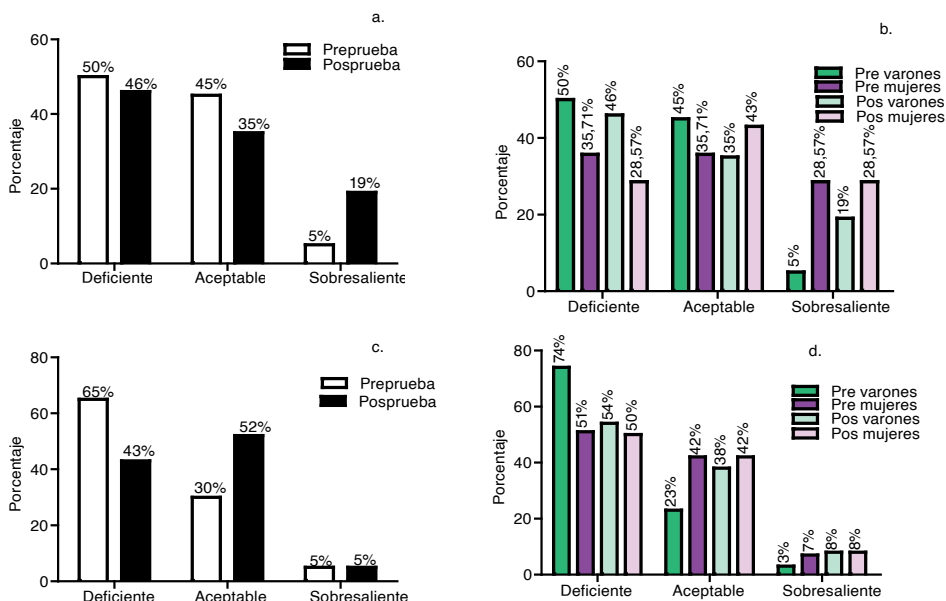 a.
Porcentaje
60
40
20
0
Preprueba
Posprueba
50%
46%
45%
35%
5%
19%
Deficiente
Aceptable
Sobresaliente
b.
Porcentaje
60
40
20
0
Pre varones
Pre mujeres
Pos varones
Pos mujeres
50%
35,71%
46%
28,57%
45%
35,71%
35%
43%
5%
28,57%
19%
28,57%
Deficiente
Aceptable
Sobresaliente
c.
Porcentaje
80
60
40
20
0
Preprueba
Posprueba
65%
43%
30%
52%
5%
5%
Deficiente
Aceptable
Sobresaliente
d.
Porcentaje
80
60
40
20
0
Pre varones
Pre mujeres
Pos varones
Pos mujeres
74%
51%
54%
50%
23%
42%
38%
42%
3%
7%
8%
8%
Deficiente
Aceptable
Sobresaliente